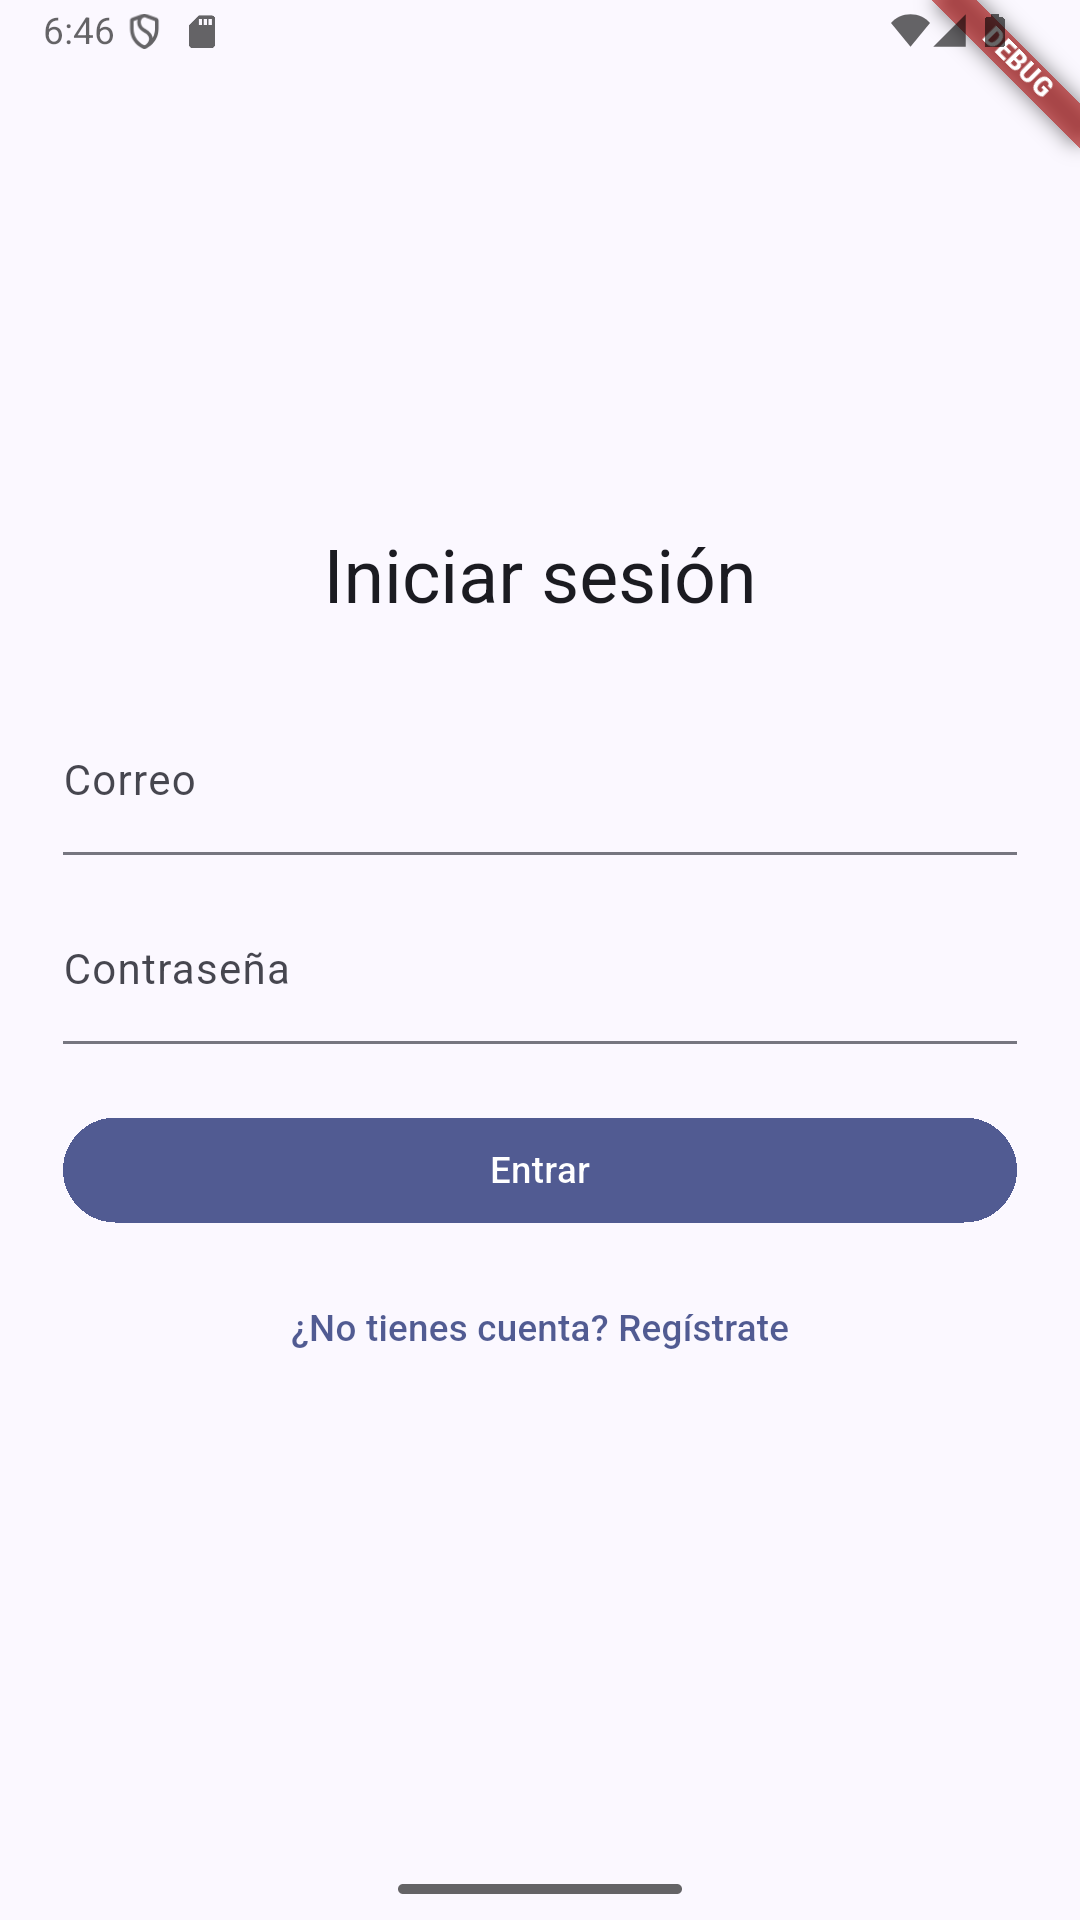 6:46
DEBUG
Iniciar sesión
Correo
Contraseña
Entrar
¿No tienes cuenta? Regístrate